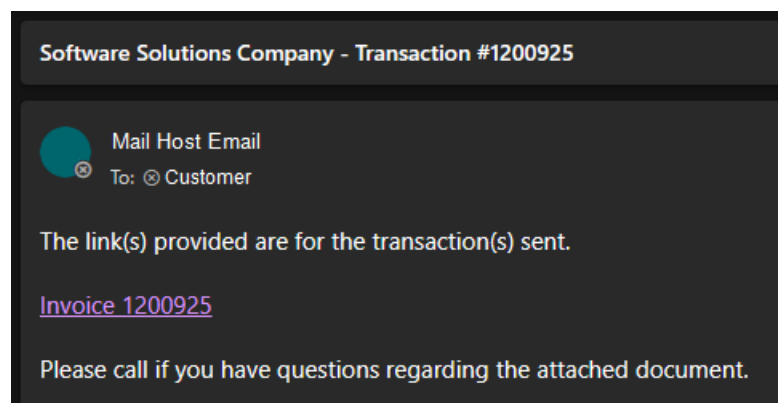 Software Solutions Company - Transaction #1200925
Mail Host Email
To: Customer
The link(s) provided are for the transaction(s) sent.
Invoice 1200925
Please call if you have questions regarding the attached document.